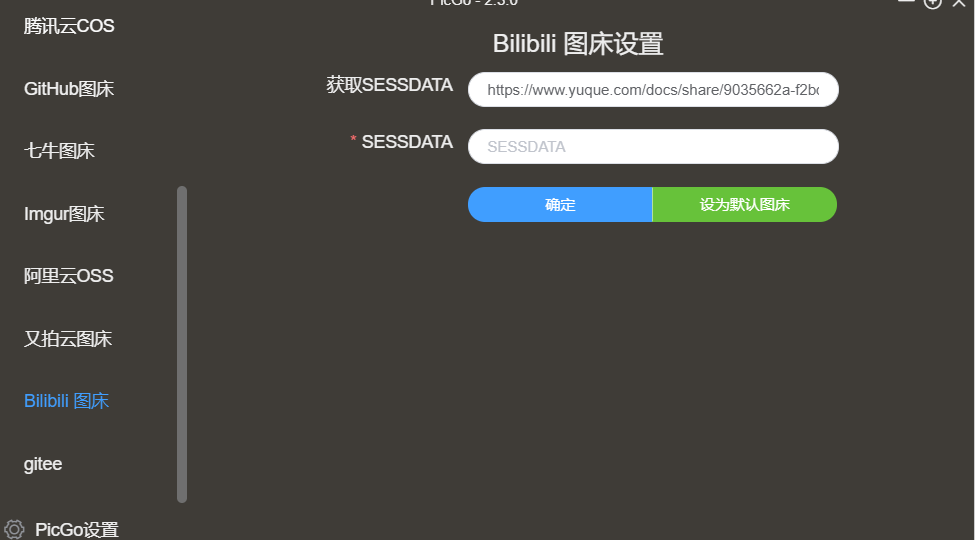 PicGo - 2.3.0
腾讯云COS
GitHub图床
七牛图床
Imgur图床
阿里云OSS
又拍云图床
Bilibili 图床
gitee
PicGo设置
Bilibili 图床设置
获取SESSDATA
https://www.yuque.com/docs/share/9035662a-f2bc
* SESSDATA
SESSDATA
确定
设为默认图床